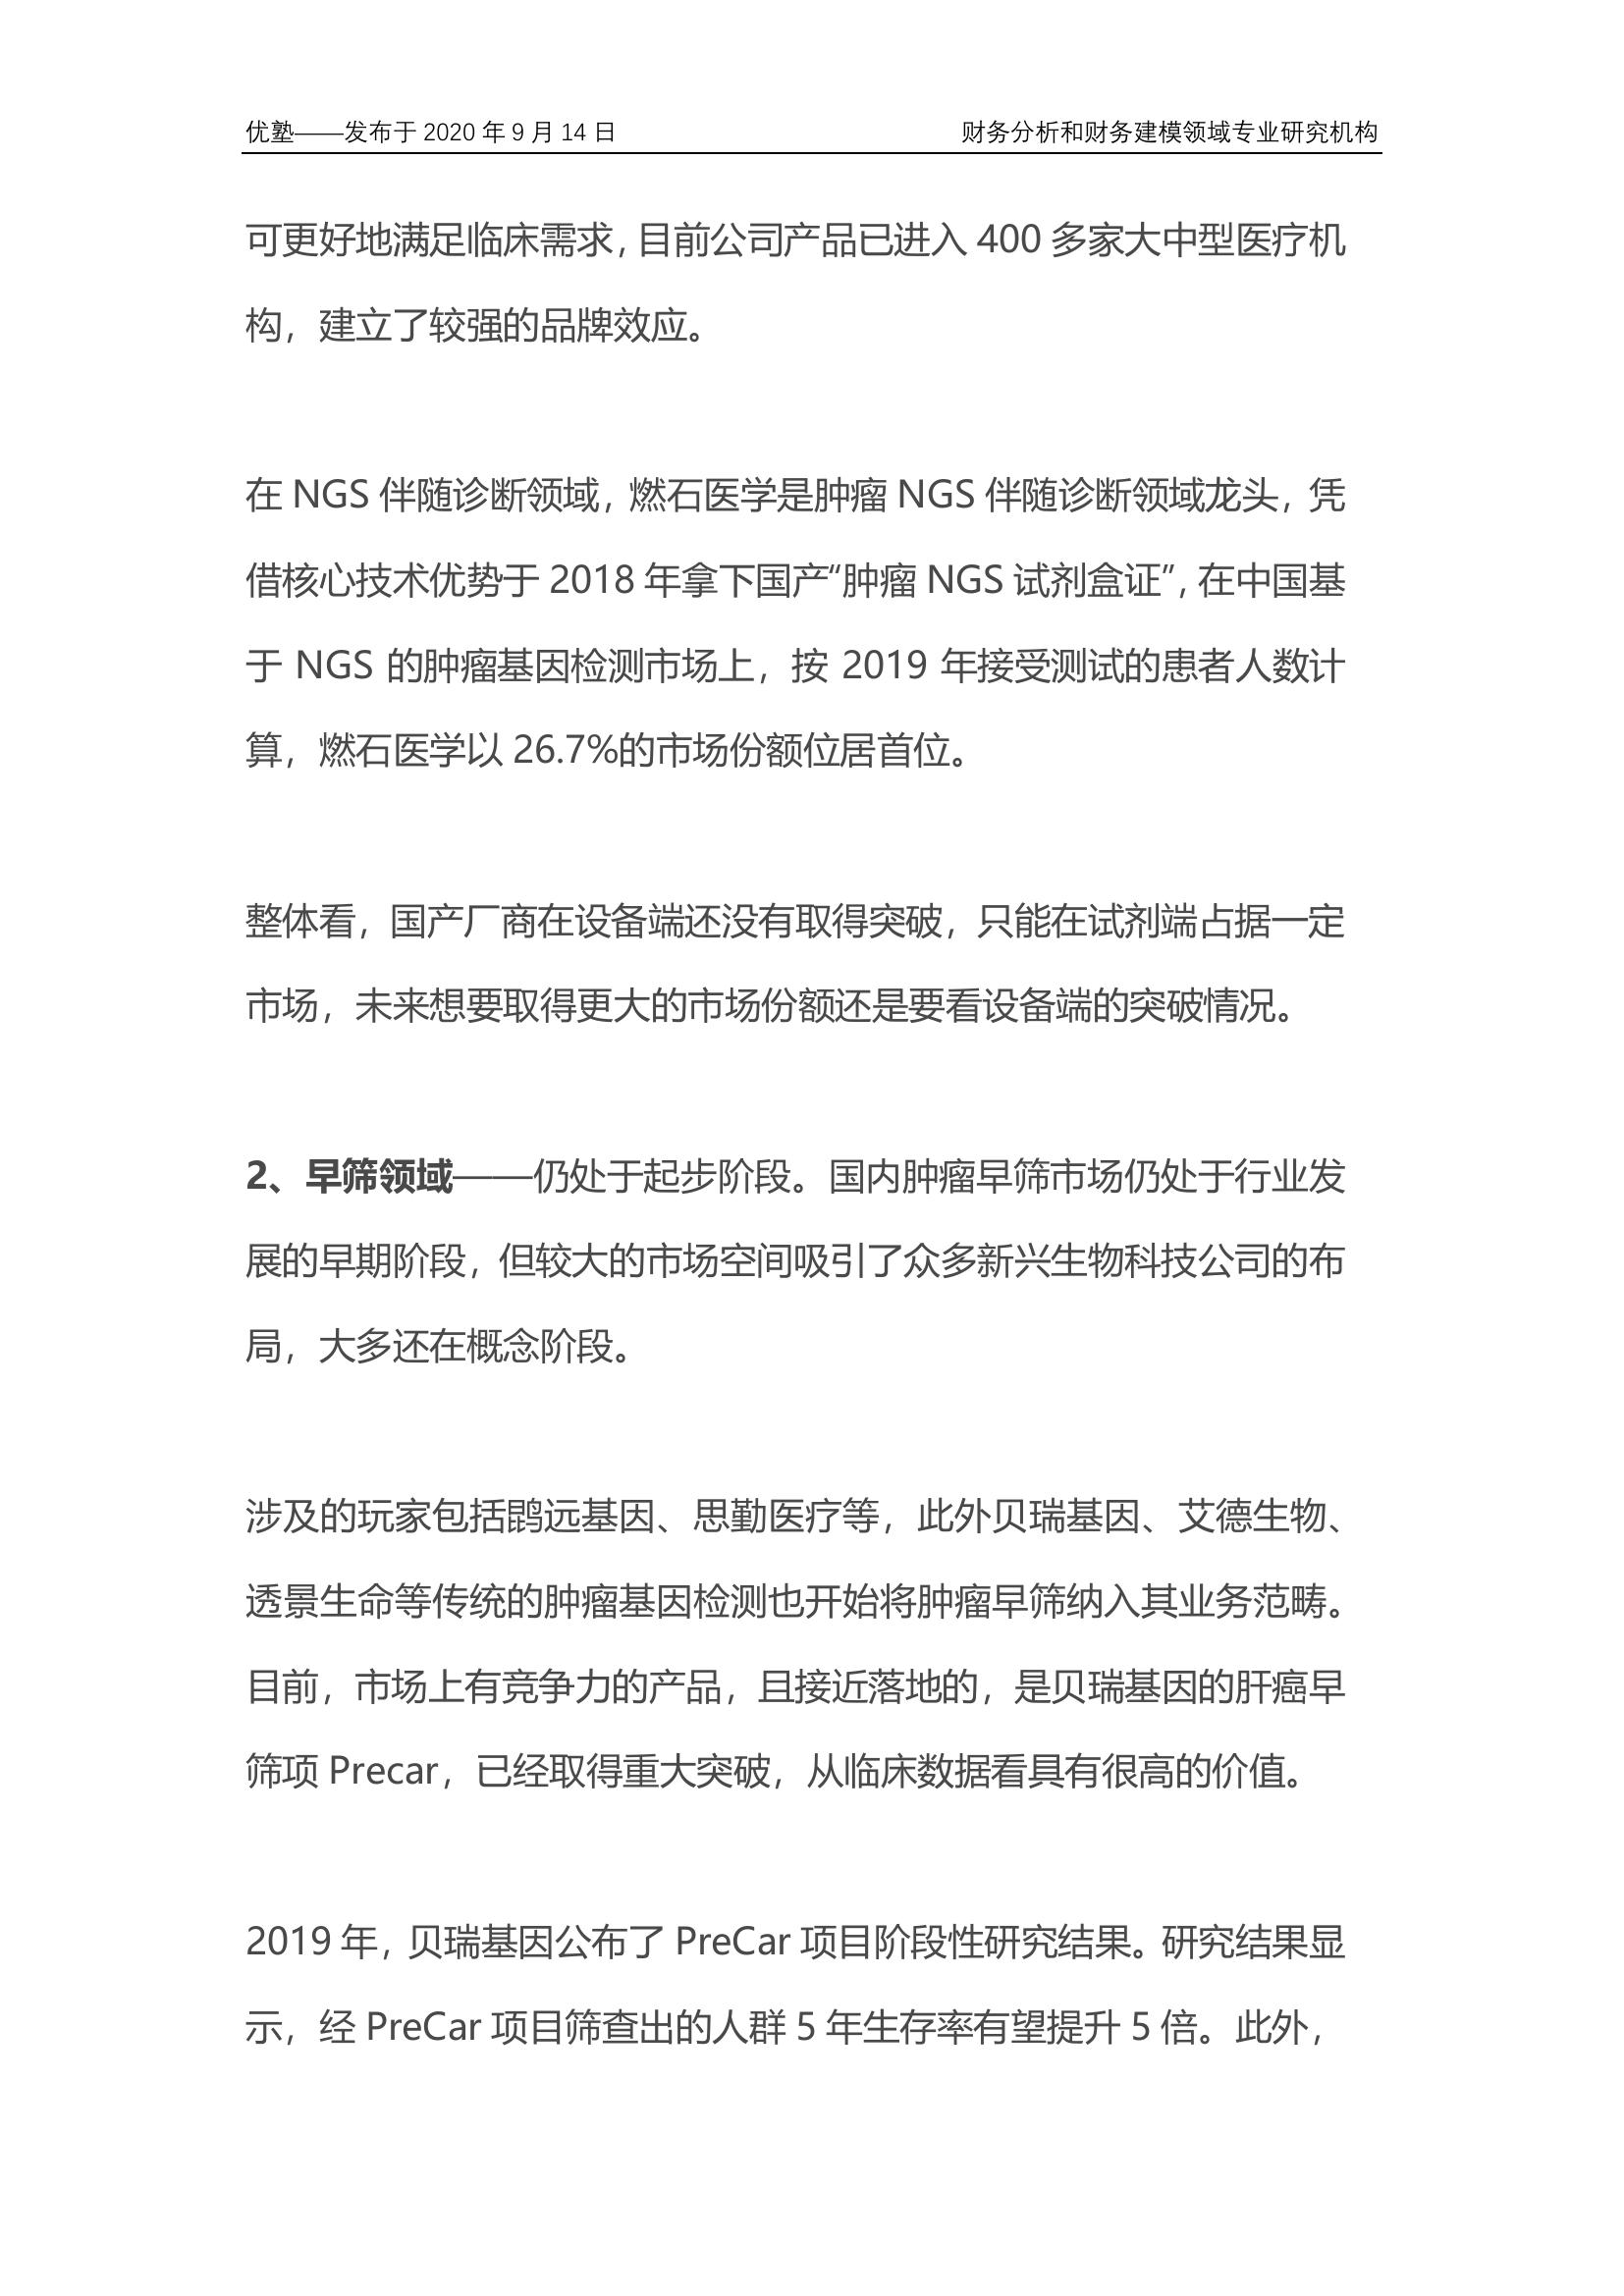 优塾——发布于 2020 年 9 月 14 日 财务分析和财务建模领域专业研究机构
可更好地满足临床需求，目前公司产品已进入 400 多家大中型医疗机
构，建立了较强的品牌效应。
在 NGS 伴随诊断领域，燃石医学是肿瘤 NGS 伴随诊断领域龙头，凭
借核心技术优势于 2018 年拿下国产“肿瘤 NGS 试剂盒证”，在中国基
于 NGS 的肿瘤基因检测市场上，按 2019 年接受测试的患者人数计
算，燃石医学以 26.7%的市场份额位居首位。
整体看，国产厂商在设备端还没有取得突破，只能在试剂端占据一定
市场，未来想要取得更大的市场份额还是要看设备端的突破情况。
2、早筛领域——仍处于起步阶段。国内肿瘤早筛市场仍处于行业发
展的早期阶段，但较大的市场空间吸引了众多新兴生物科技公司的布
局，大多还在概念阶段。
涉及的玩家包括鹍远基因、思勤医疗等，此外贝瑞基因、艾德生物、
透景生命等传统的肿瘤基因检测也开始将肿瘤早筛纳入其业务范畴。
目前，市场上有竞争力的产品，且接近落地的，是贝瑞基因的肝癌早
筛项 Precar，已经取得重大突破，从临床数据看具有很高的价值。
2019 年，贝瑞基因公布了 PreCar 项目阶段性研究结果。研究结果显
示，经 PreCar 项目筛查出的人群 5 年生存率有望提升 5 倍。此外，